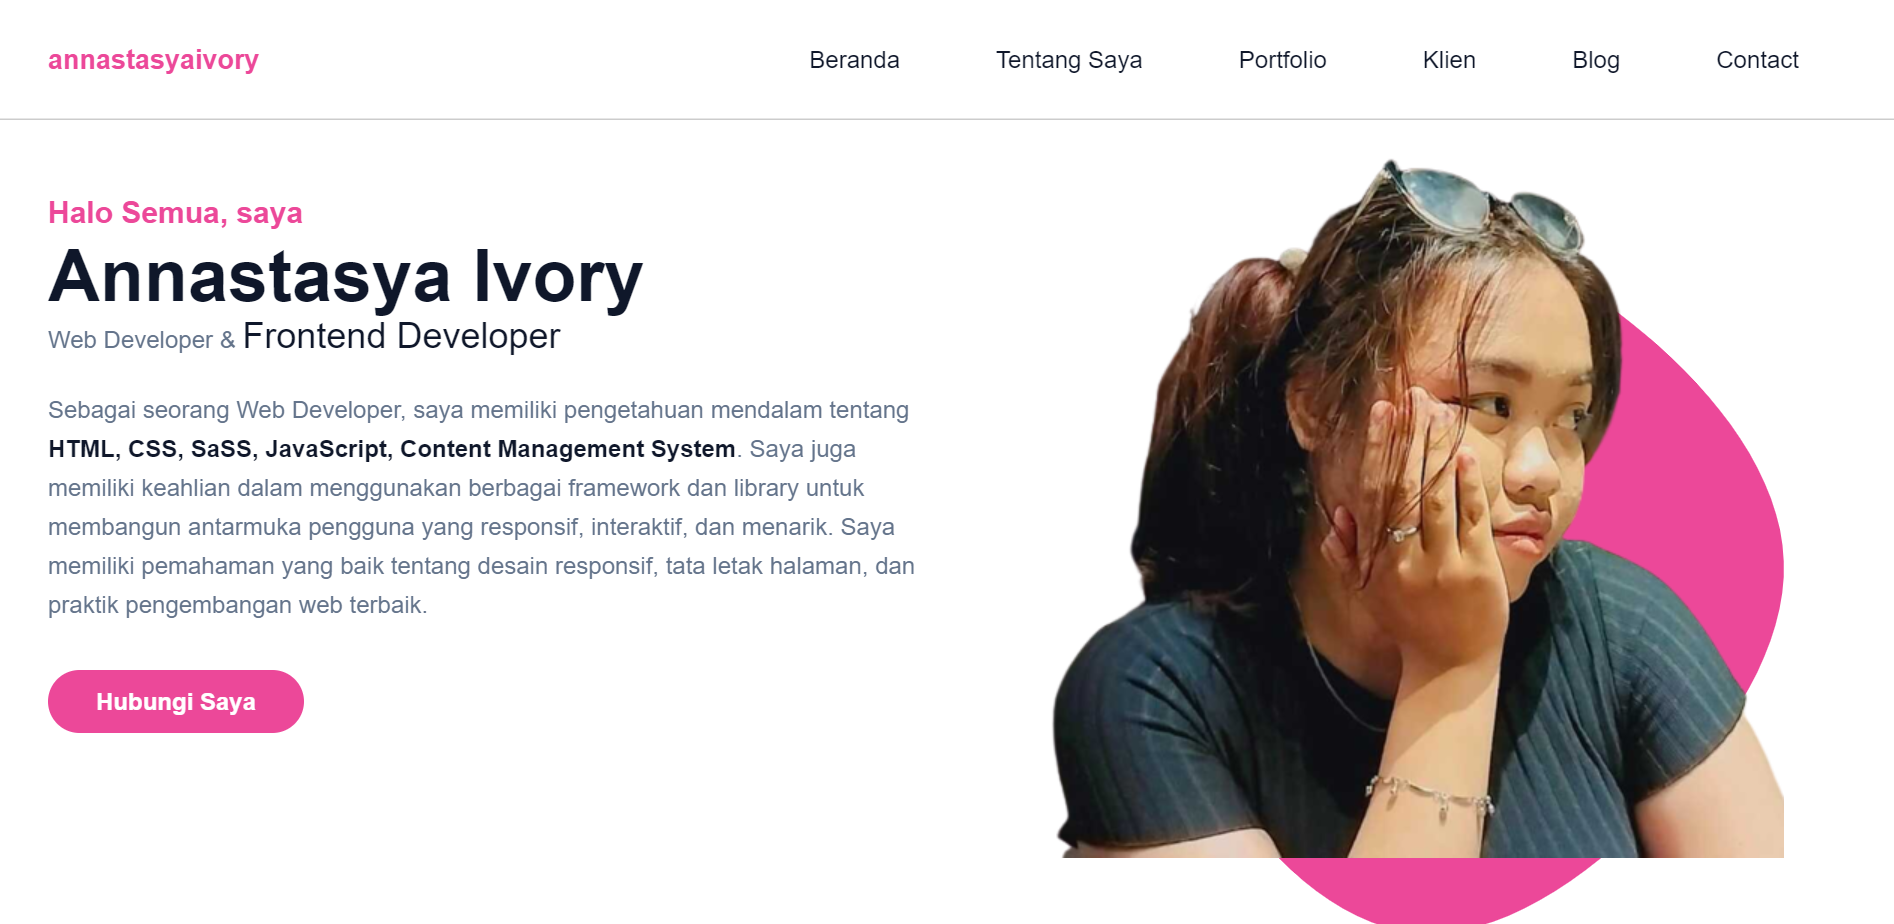 annastasyaivory
Beranda Tentang Saya Portfolio Klien Blog Contact
Halo Semua, saya
Annastasya Ivory
Web Developer & Frontend Developer
Sebagai seorang Web Developer, saya memiliki pengetahuan mendalam tentang
HTML, CSS, SaSS, JavaScript, Content Management System. Saya juga
memiliki keahlian dalam menggunakan berbagai framework dan library untuk
membangun antarmuka pengguna yang responsif, interaktif, dan menarik. Saya
memiliki pemahaman yang baik tentang desain responsif, tata letak halaman, dan
praktik pengembangan web terbaik.
Hubungi Saya